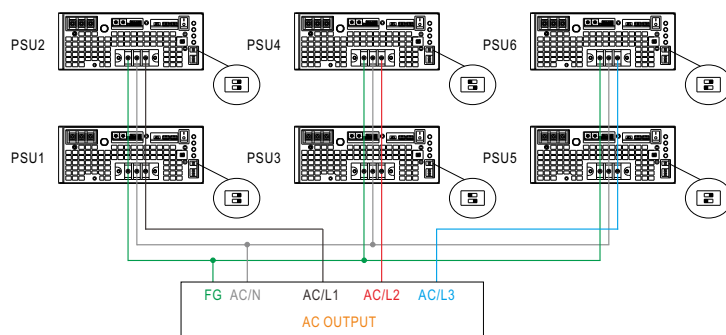 PSU2 PSU4 PSU6
PSU1 PSU3 PSU5
FG AC/N AC/L1 AC/L2 AC/L3
AC OUTPUT